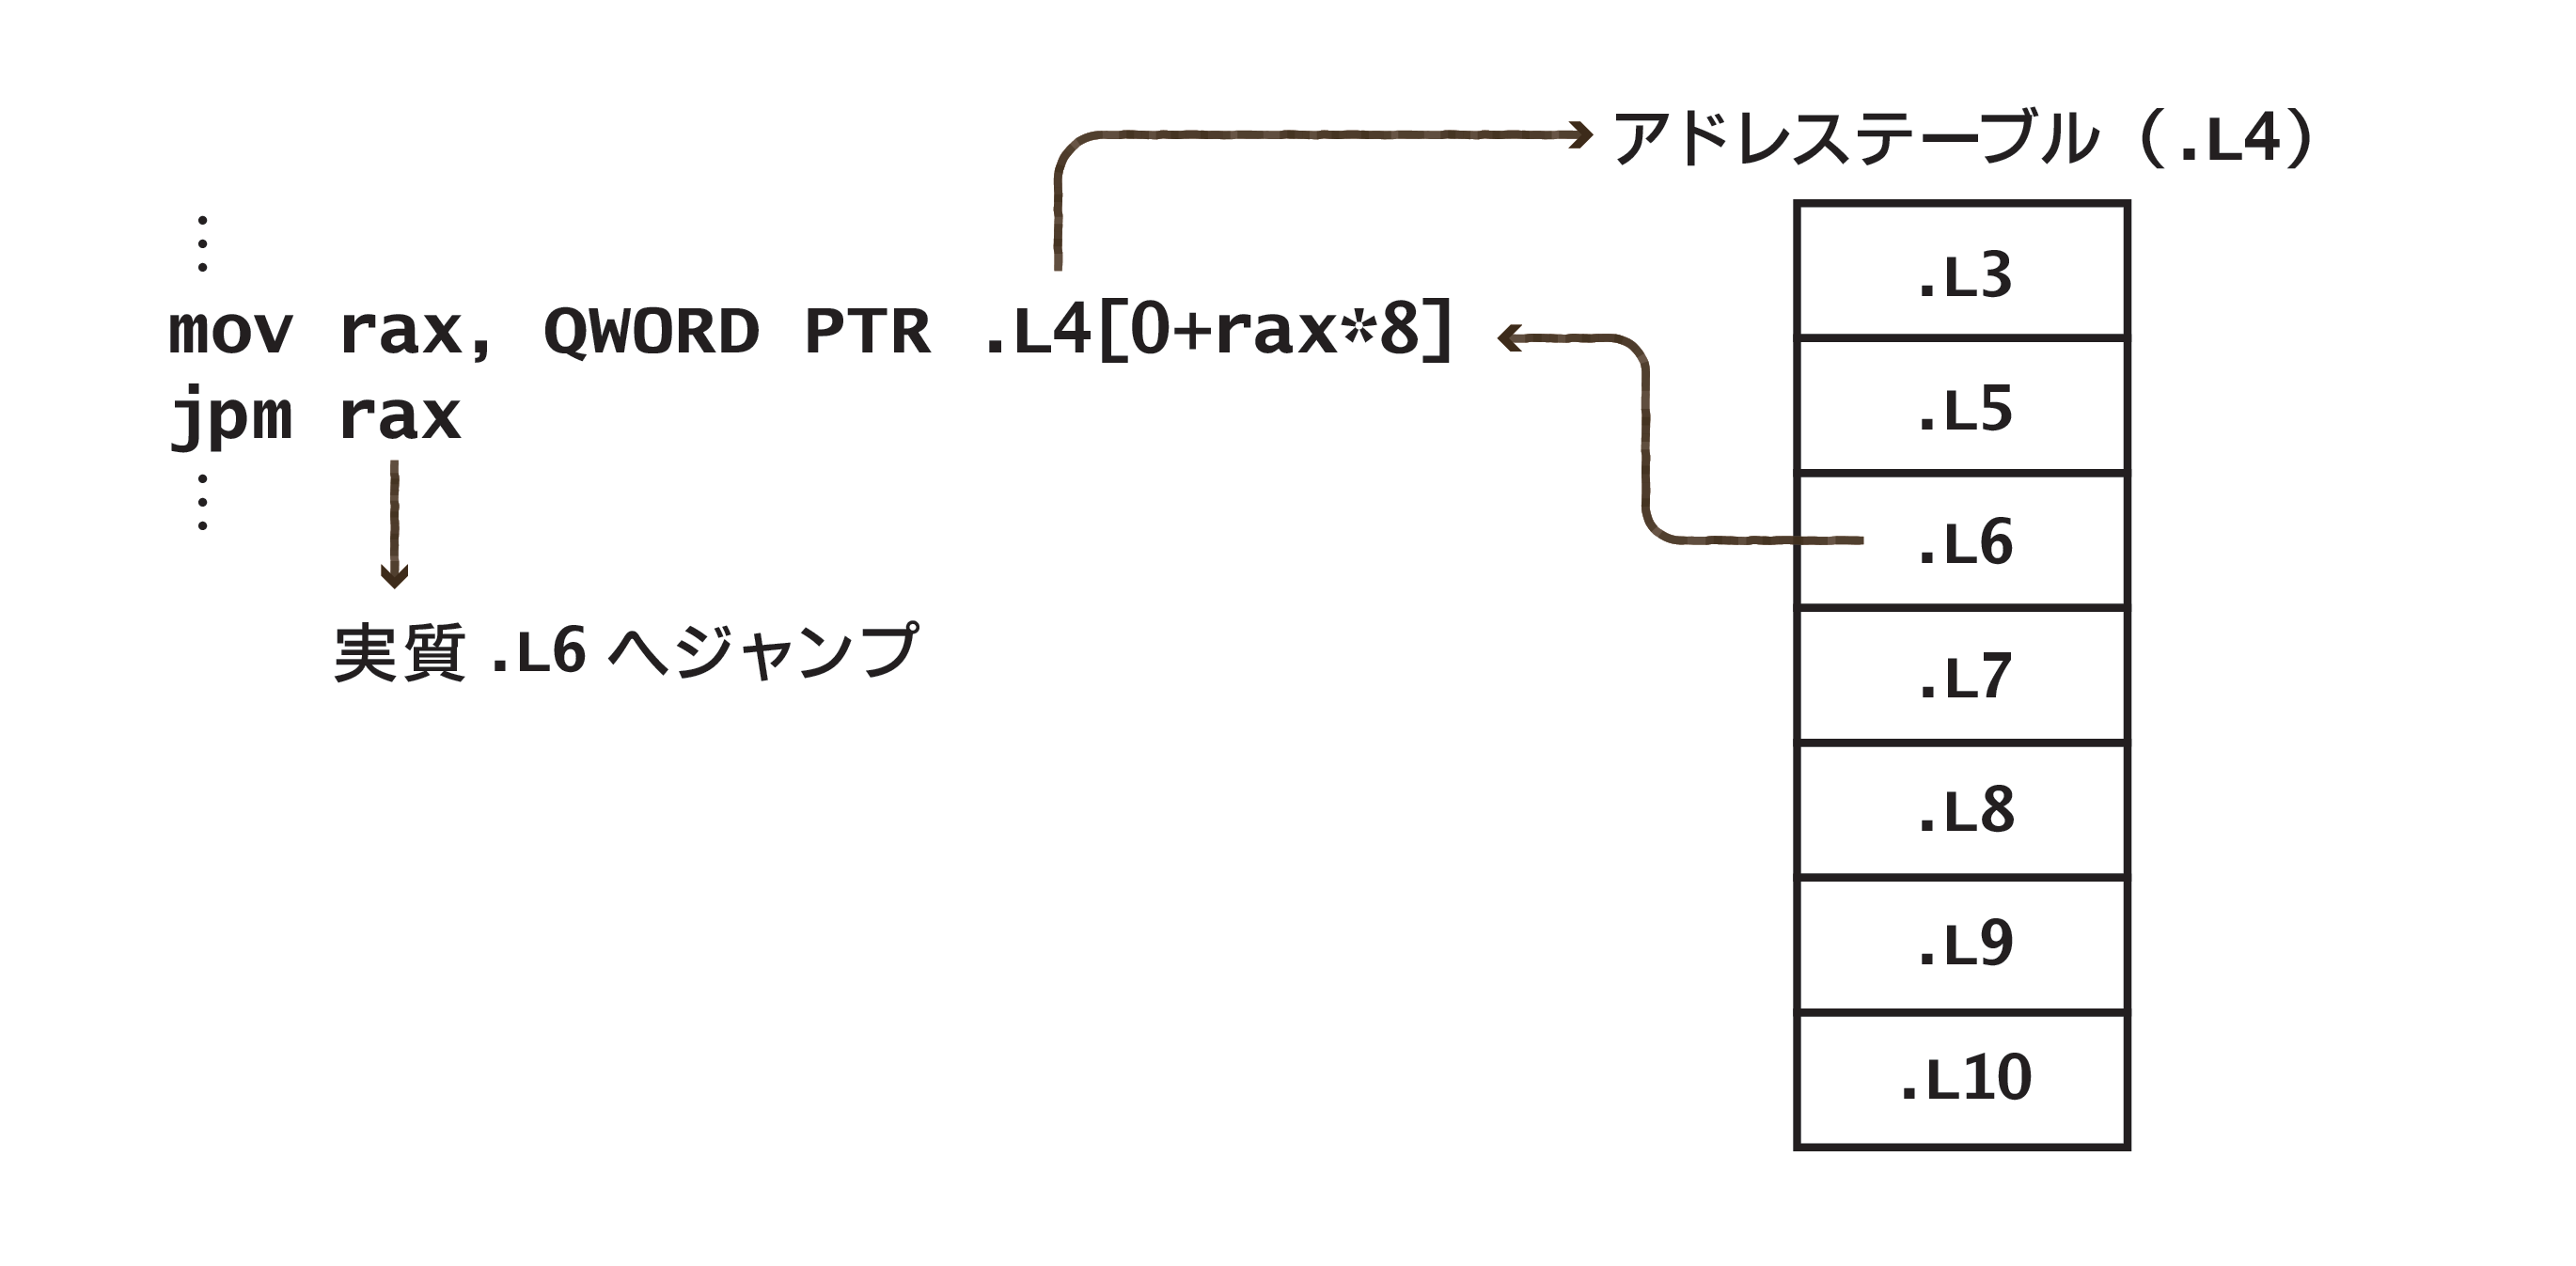 アドレステーブル（.L4）
⋮
mov rax, QWORD PTR .L4[0+rax*8]
jpm rax
⋮
実質 .L6 へジャンプ
.L3
.L5
.L6
.L7
.L8
.L9
.L10